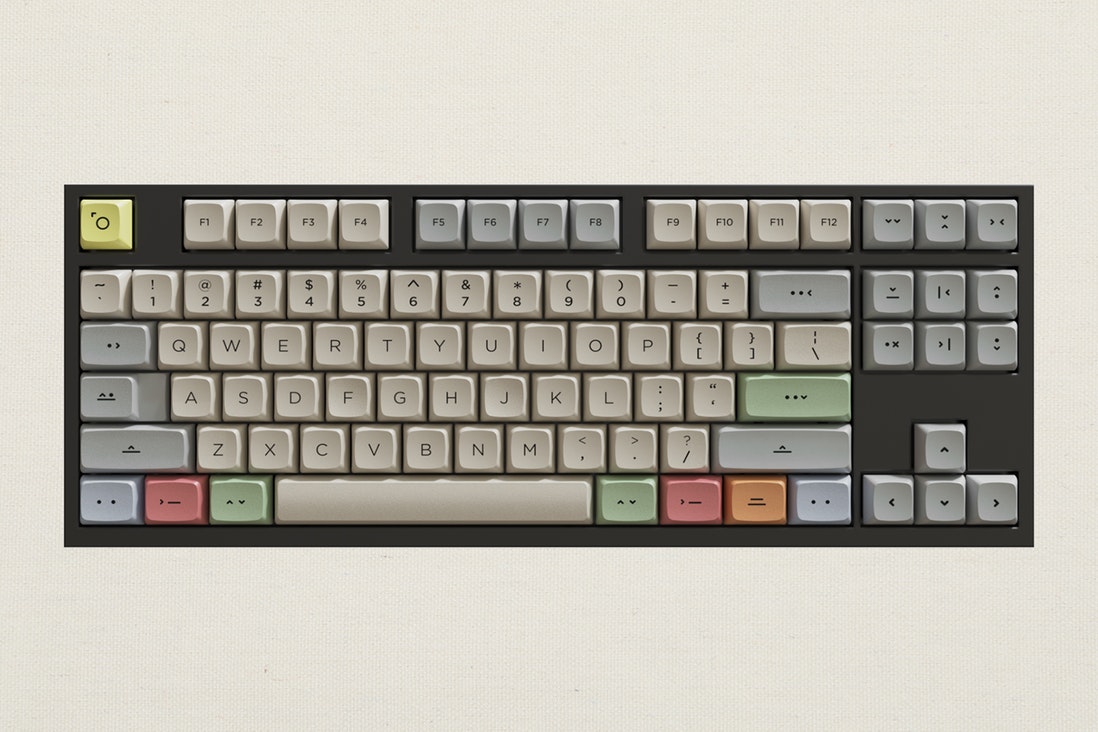 F1 F2 F3 F4 F5 F6 F7 F8 F9 F10 F11 F12
~ ! @ # $ % ^ & * ( ) — +
` 1 2 3 4 5 6 7 8 9 0 - =
Q W E R T Y U I O P { } ¦
[ ] \
A S D F G H J K L : “
; ‘
Z X C V B N M < > ?
, . /